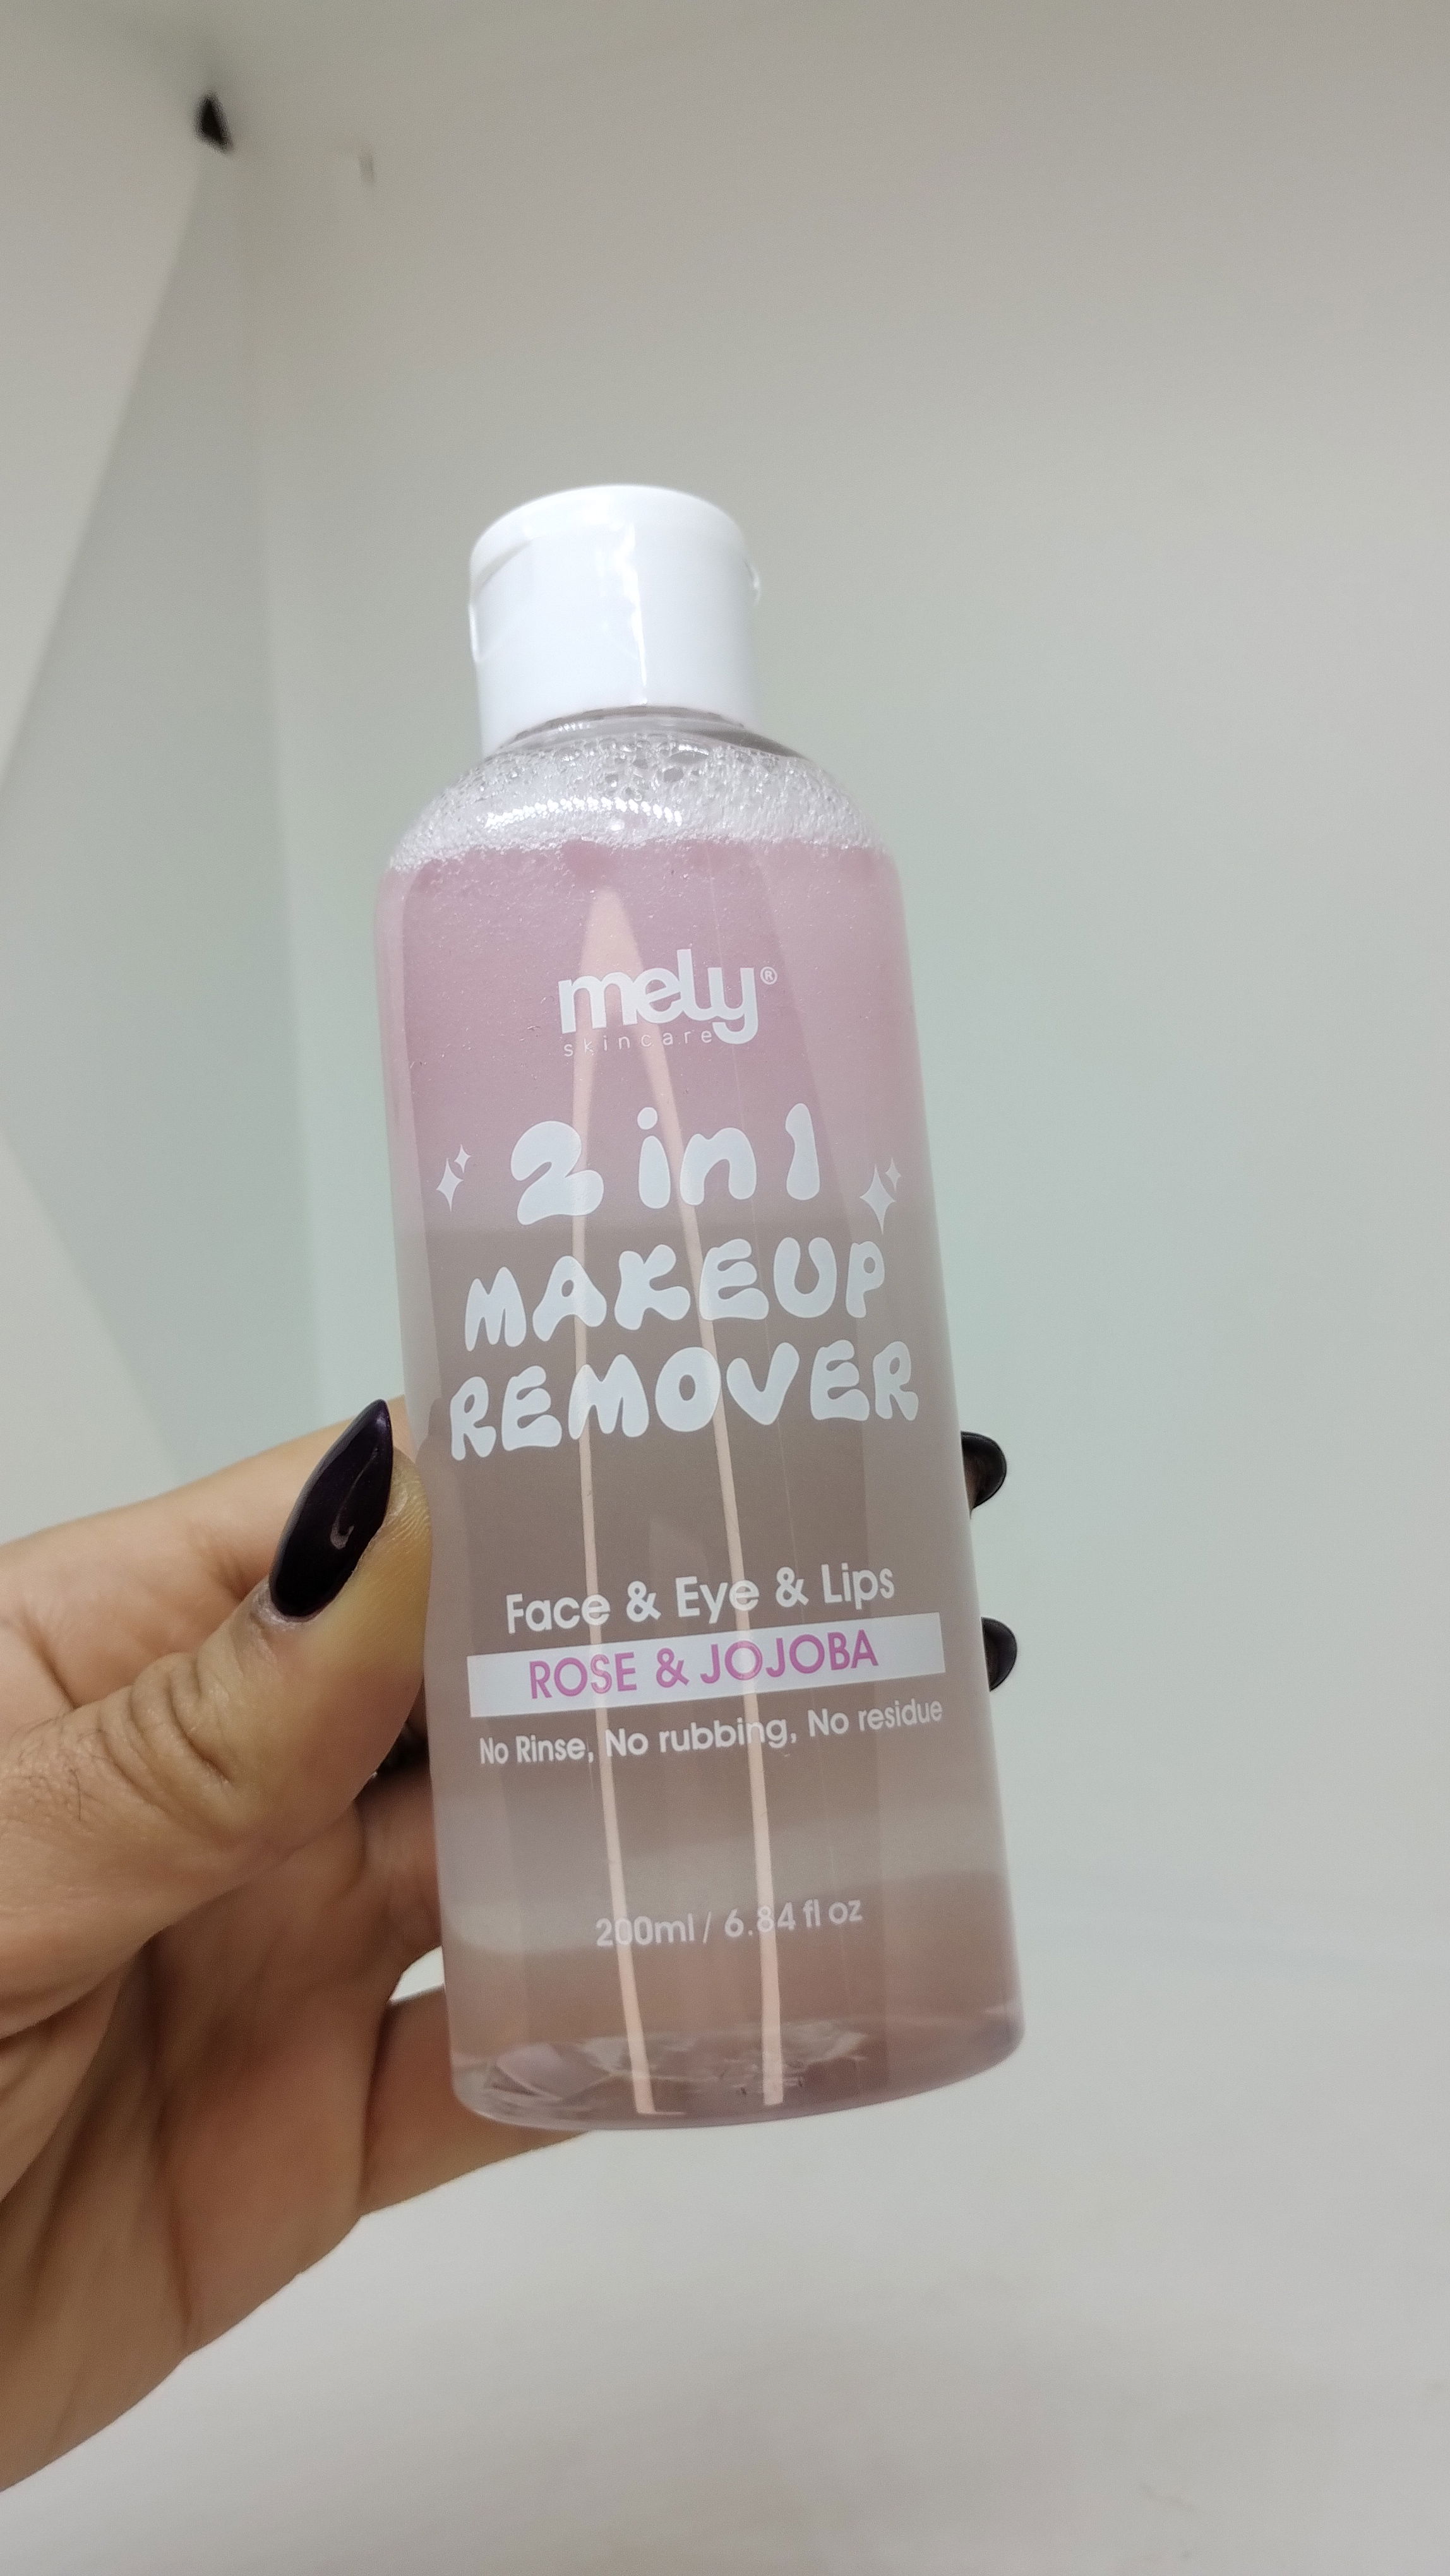 mely®
skincare
2 in 1
MAKEUP
REMOVER
Face & Eye & Lips
ROSE & JOJOBA
No Rinse, No rubbing, No residue
200ml / 6.84 fl oz